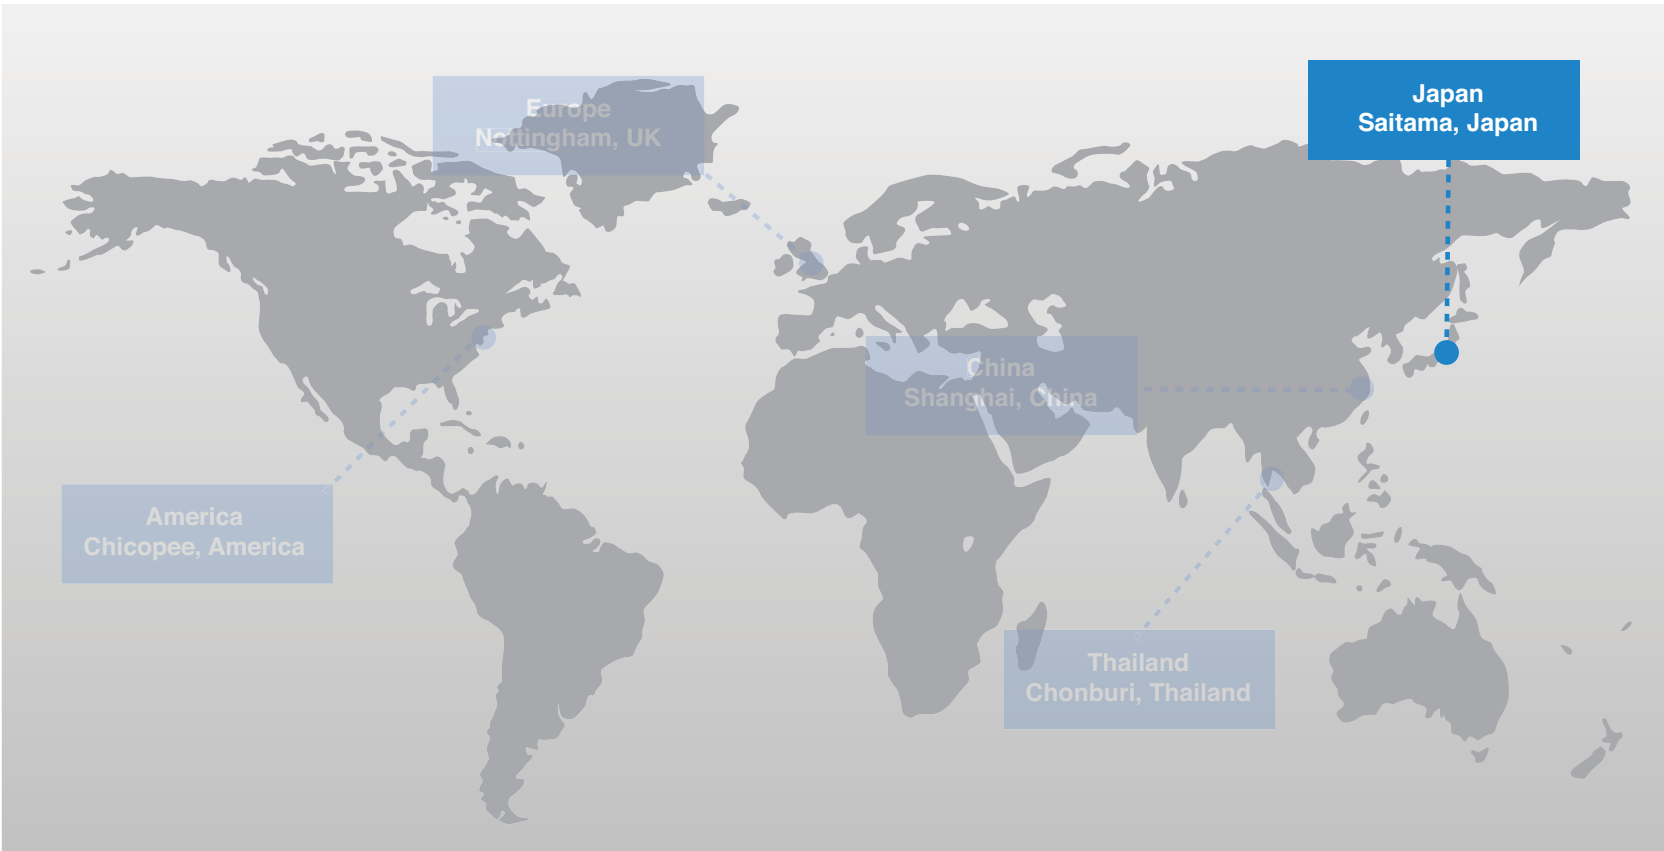 Japan
Saitama, Japan
Europe
Nottingham, UK
China
Shanghai, China
America
Chicopee, America
Thailand
Chonburi, Thailand